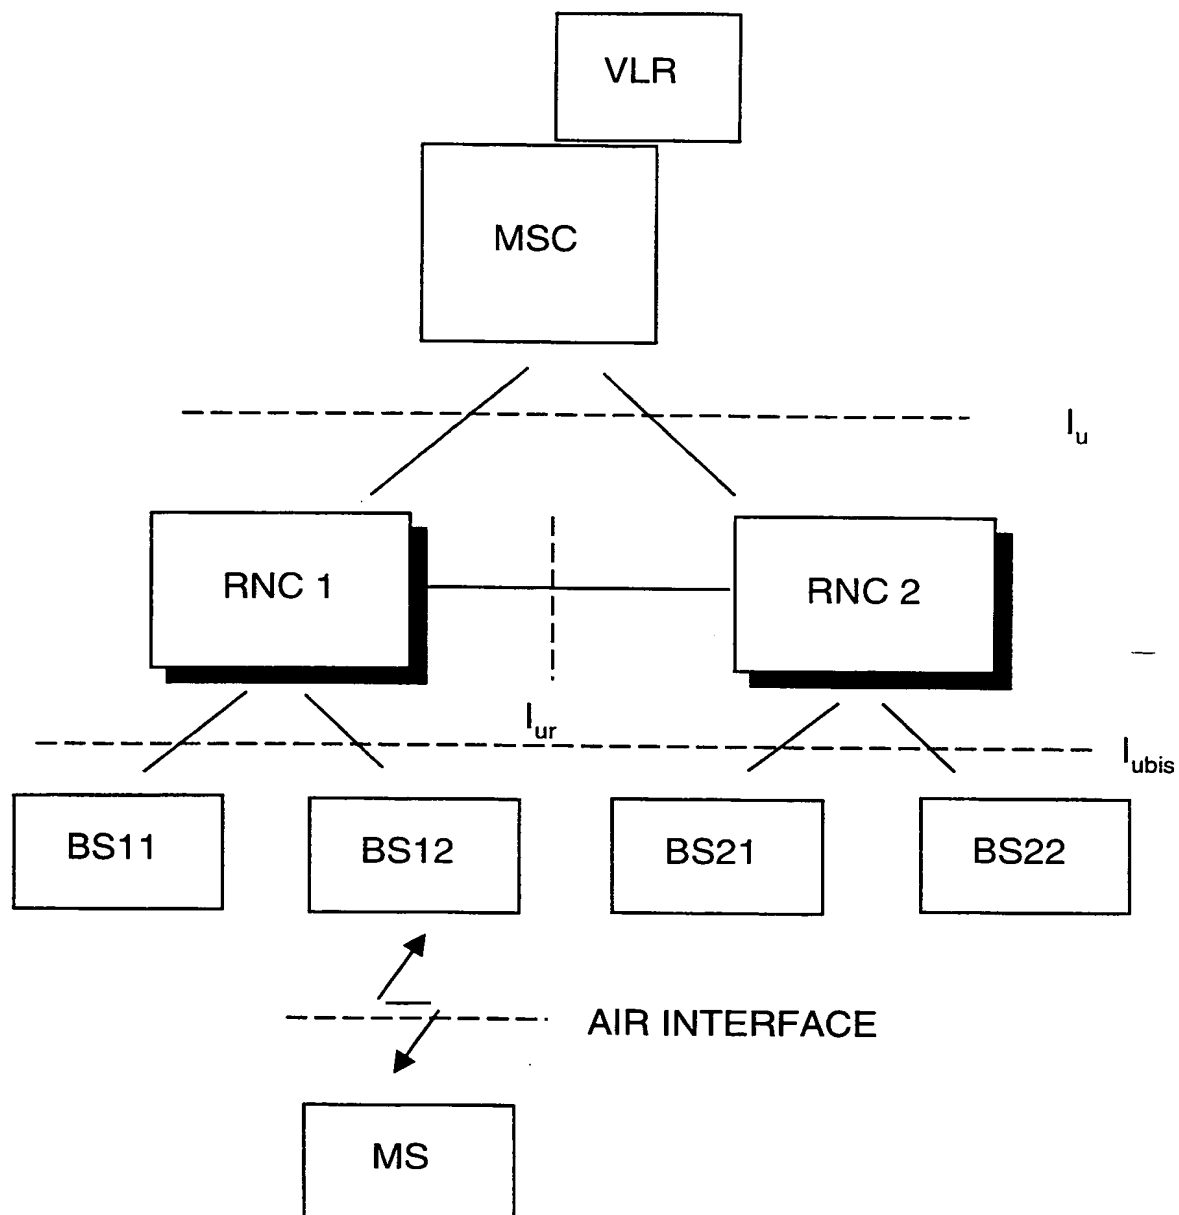 VLR
MSC
Iu
RNC 1
RNC 2
Iur
Iubis
BS11
BS12
BS21
BS22
AIR INTERFACE
MS